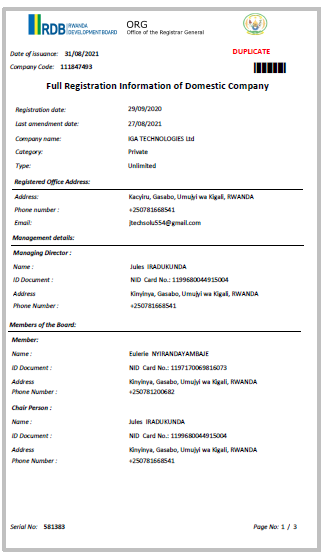 RDB RWANDA DEVELOPMENT BOARD
ORG
Office of the Registrar General
Date of issuance: 31/08/2021
DUPLICATE
Company Code: 111847493
Full Registration Information of Domestic Company
Registration date: 29/09/2020
Last amendment date: 27/08/2021
Company name: IGA TECHNOLOGIES Ltd
Category: Private
Type: Unlimited
Registered Office Address:
Address: Kacyiru, Gasabo, Umujyi wa Kigali, RWANDA
Phone number : +250781668541
Email: jtechsolu554@gmail.com
Management details:
Managing Director :
Name : Jules IRADUKUNDA
ID Document : NID Card No.: 1199680044915004
Address Kinyinya, Gasabo, Umujyi wa Kigali, RWANDA
Phone Number : +250781668541
Members of the Board:
Member:
Name : Eulerie NYIRANDAYAMBAJE
ID Document : NID Card No.: 1197170069816073
Address Kinyinya, Gasabo, Umujyi wa Kigali, RWANDA
Phone Number : +250781200682
Chair Person :
Name : Jules IRADUKUNDA
ID Document : NID Card No.: 1199680044915004
Address Kinyinya, Gasabo, Umujyi wa Kigali, RWANDA
Phone Number : +250781668541
Serial No: 581383
Page No: 1 / 3